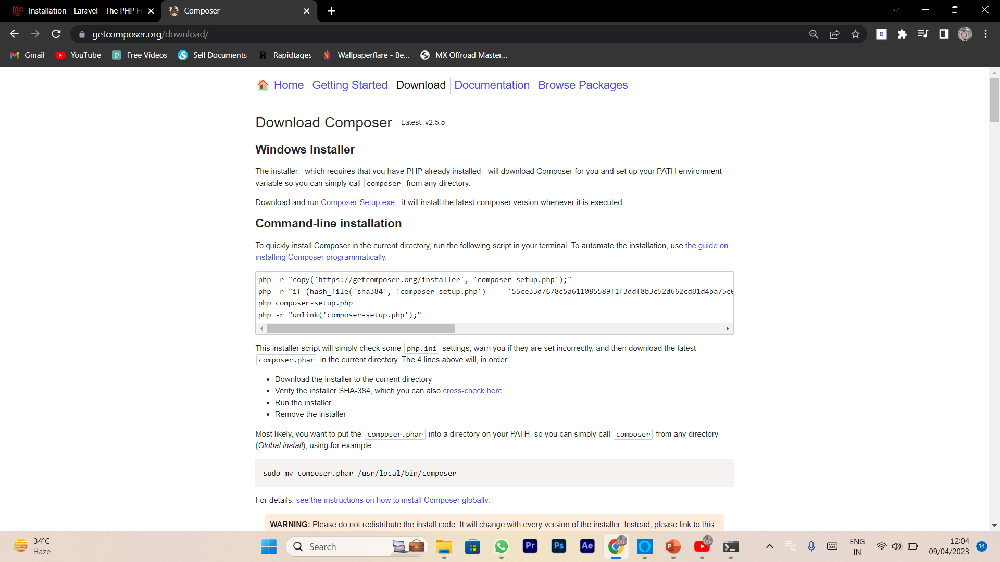 Installation - Laravel - The PHP Fr
Composer
getcomposer.org/download/
B
Gmail
YouTube
Free Videos
Sell Documents
R Rapidtages
Wallpaperflare - Be...
MX Offroad Master...
Home
Getting Started
Download
Documentation
Browse Packages
Download Composer Latest: v2.5.5
Windows Installer
The installer - which requires that you have PHP already installed - will download Composer for you and set up your PATH environment
variable so you can simply call composer from any directory.
Download and run Composer-Setup.exe - it will install the latest composer version whenever it is executed.
Command-line installation
To quickly install Composer in the current directory, run the following script in your terminal. To automate the installation, use the guide on
installing Composer programmatically.
php -r "copy('https://getcomposer.org/installer', 'composer-setup.php');"
php -r "if (hash_file('sha384', 'composer-setup.php') === '55ce33d7678c5a611085589f1f3ddf8b3c52d662cd01d4ba75c0
php composer-setup.php
php -r "unlink('composer-setup.php');"
This installer script will simply check some php.ini settings, warn you if they are set incorrectly, and then download the latest
composer.phar in the current directory. The 4 lines above will, in order:
• Download the installer to the current directory
• Verify the installer SHA-384, which you can also cross-check here
• Run the installer
• Remove the installer
Most likely, you want to put the composer.phar into a directory on your PATH, so you can simply call composer from any directory
(Global install), using for example:
sudo mv composer.phar /usr/local/bin/composer
For details, see the instructions on how to install Composer globally.
WARNING: Please do not redistribute the install code. It will change with every version of the installer. Instead, please link to this
34°C
Haze
Search
Pr
Ps
Ae
P
ENG
IN
12:04
09/04/2023
14